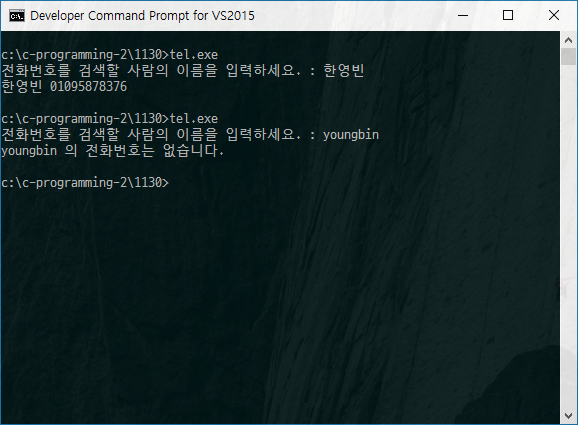 Developer Command Prompt for VS2015
c:\c-programming-2\1130>tel.exe
전화번호를 검색할 사람의 이름을 입력하세요. : 한영빈
한영빈 01095878376
c:\c-programming-2\1130>tel.exe
전화번호를 검색할 사람의 이름을 입력하세요. : youngbin
youngbin 의 전화번호는 없습니다.
c:\c-programming-2\1130>